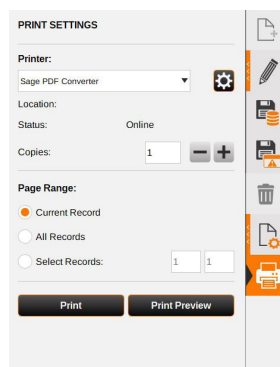 PRINT SETTINGS
Printer:
Sage PDF Converter
Location:
Status: Online
Copies: 1
Page Range:
Current Record
All Records
Select Records: 1 1
Print Print Preview